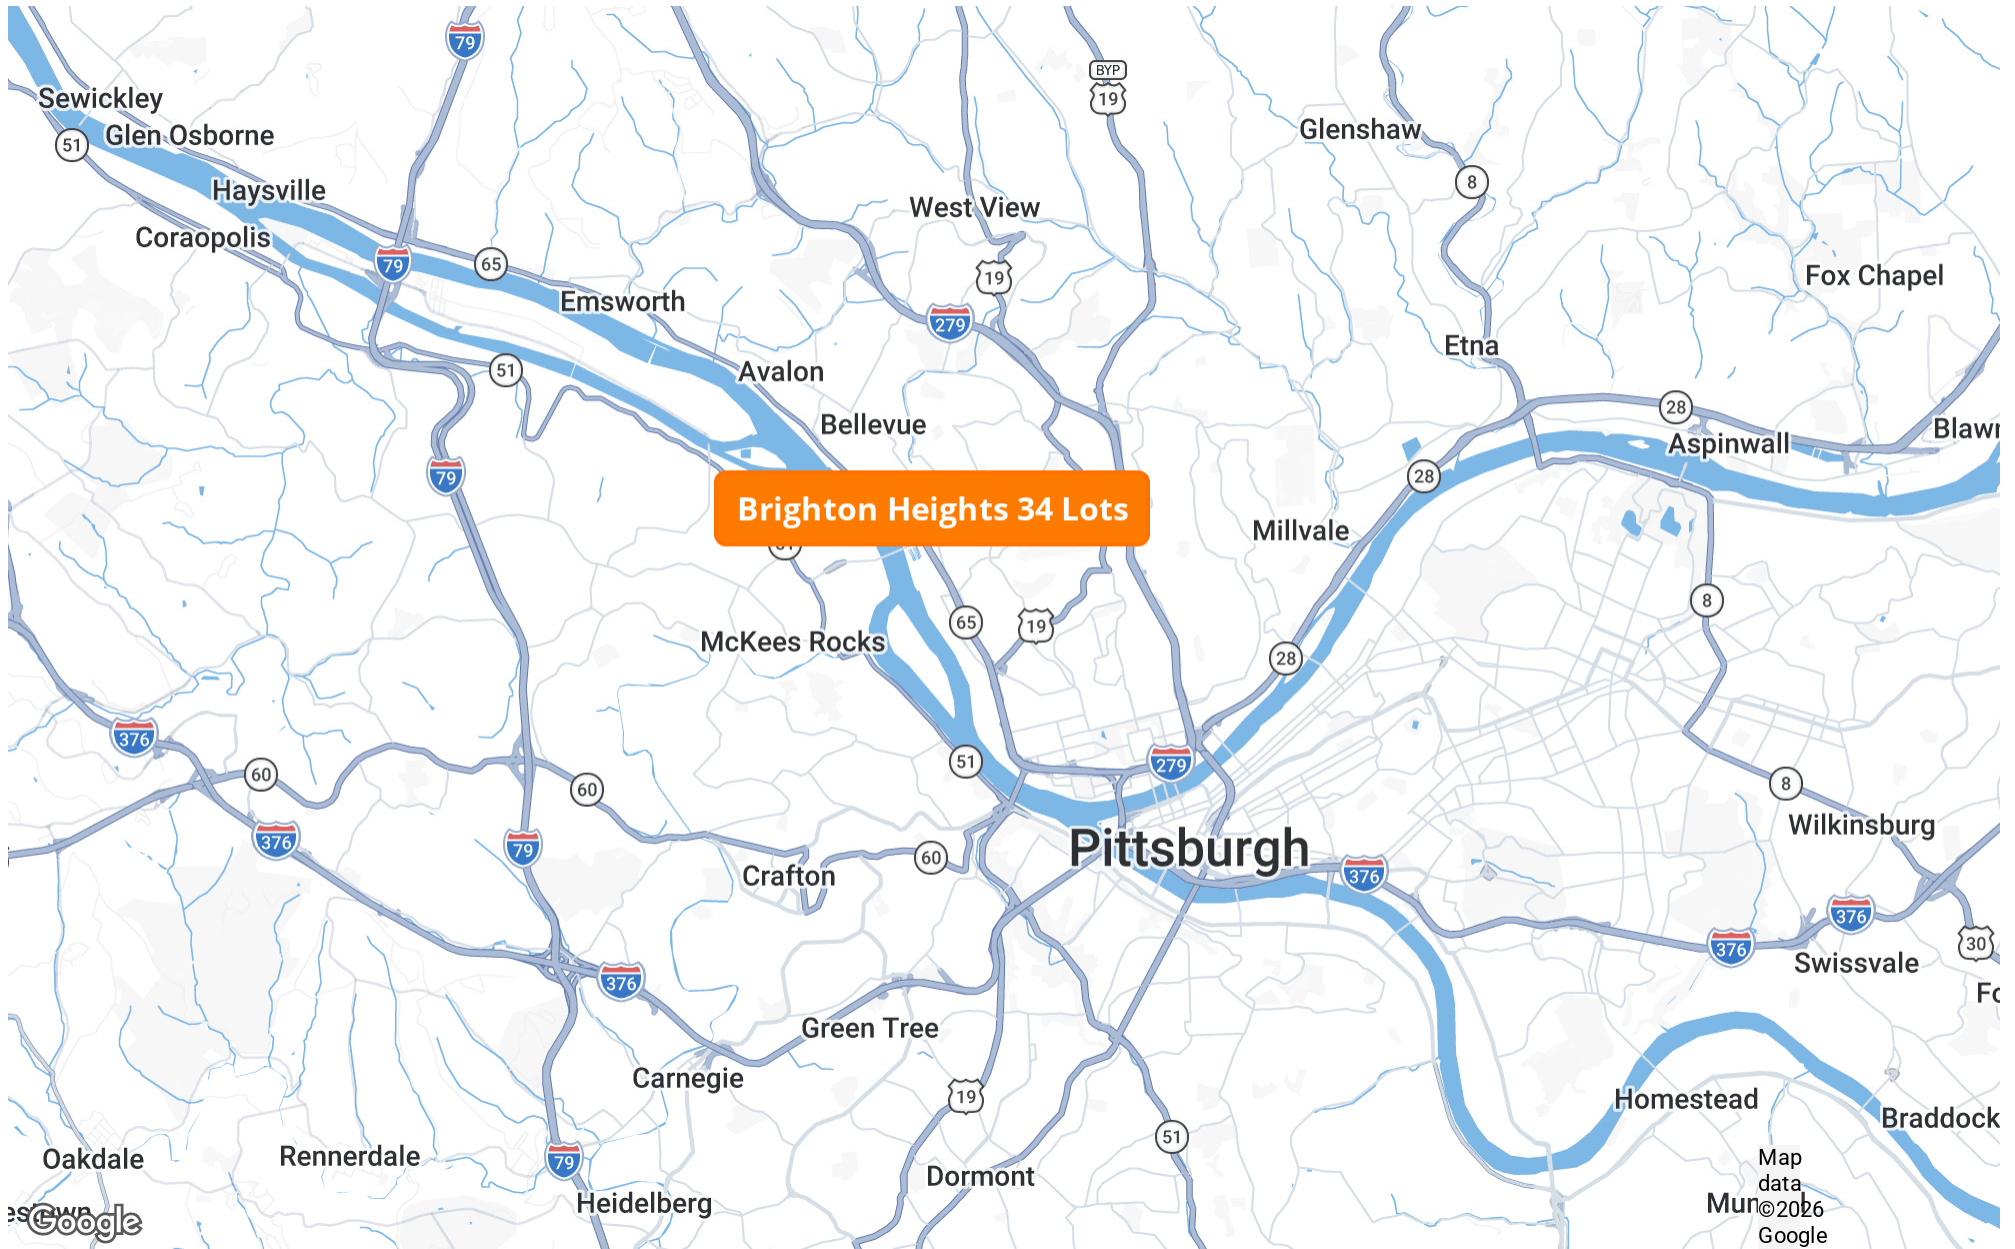 79
BYP
19
Sewickley
Glenshaw
51
Glen Osborne
8
Haysville
West View
Coraopolis
79
65
19
Fox Chapel
Emsworth
279
Etna
51
Avalon
28
Bellevue
Blawn
Aspinwall
79
28
Brighton Heights 34 Lots
Millvale
8
65
19
McKees Rocks
28
376
60
51
279
60
8
376
79
Pittsburgh
Wilkinsburg
60
Crafton
376
376
376
30
376
Swissvale
Fo
Green Tree
Carnegie
19
Homestead
Braddock
51
Oakdale
Rennerdale
79
Dormont
Heidelberg
Map
data
©2026
Google
Google